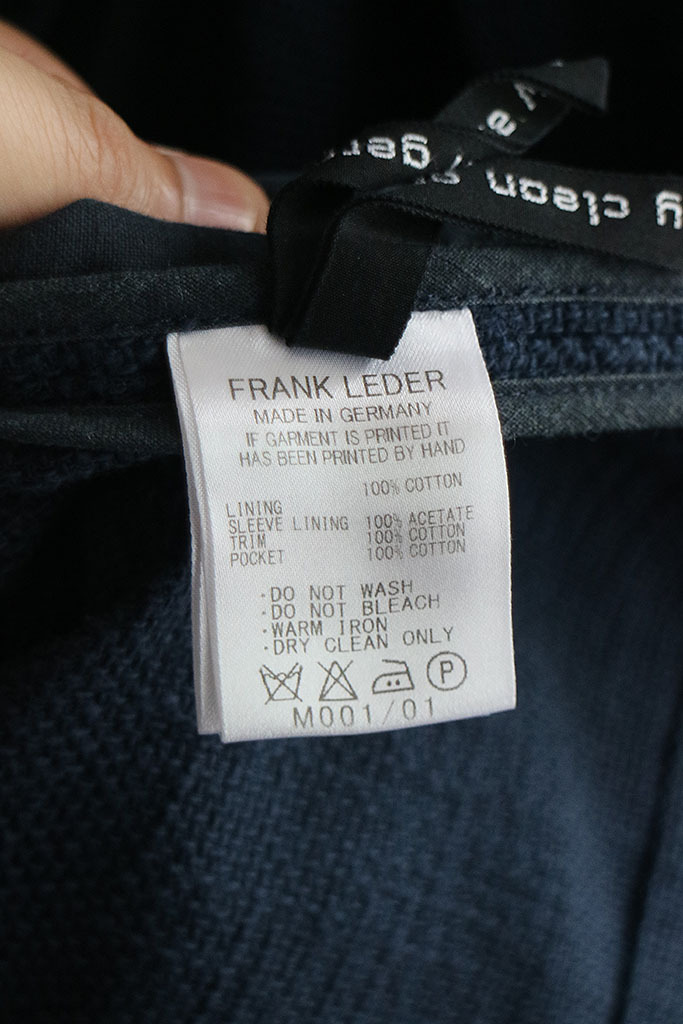 y clean
gar
y a
FRANK LEDER
MADE IN GERMANY
IF GARMENT IS PRINTED IT
HAS BEEN PRINTED BY HAND
100% COTTON
LINING
SLEEVE LINING 100% ACETATE
TRIM 100% COTTON
POCKET 100% COTTON
·DO NOT WASH
·DO NOT BLEACH
·WARM IRON
·DRY CLEAN ONLY
P
M001/01